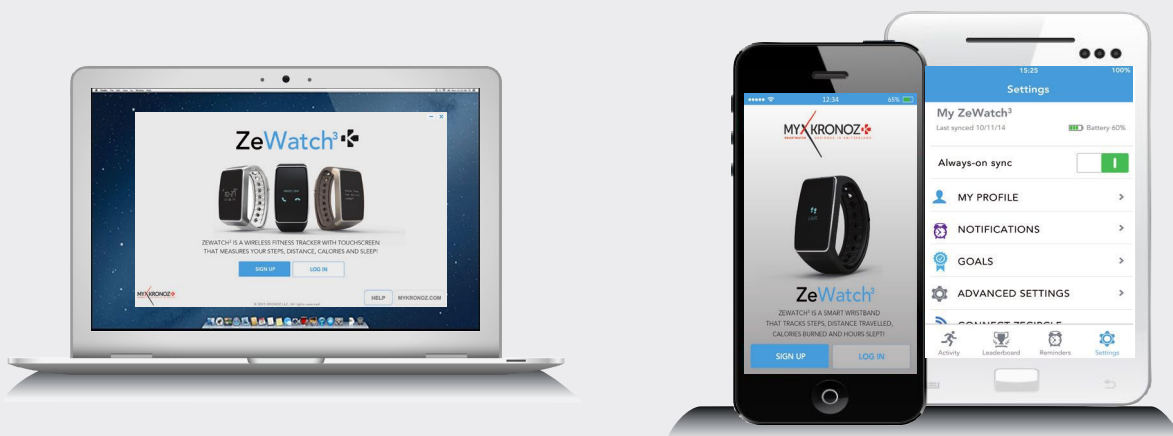 ZeWatch³
ZEWATCH³ IS A WIRELESS FITNESS TRACKER WITH TOUCHSCREEN
THAT MEASURES YOUR STEPS, DISTANCE, CALORIES AND SLEEP!
SIGN UP
LOG IN
MYKRONOZ
HELP
MYKRONOZ.COM
12:34
65%
MYKRONOZ
ZeWatch³
ZEWATCH³ IS A SMART WRISTBAND
THAT TRACKS STEPS, DISTANCE TRAVELLED,
CALORIES BURNED AND HOURS SLEPT!
SIGN UP
LOG IN
15:25
100%
Settings
My ZeWatch³
Last synced 10/11/14
Battery 60%
Always-on sync
MY PROFILE
NOTIFICATIONS
GOALS
ADVANCED SETTINGS
CONNECT ZECIRCLE
Activity
Leaderboard
Reminders
Settings